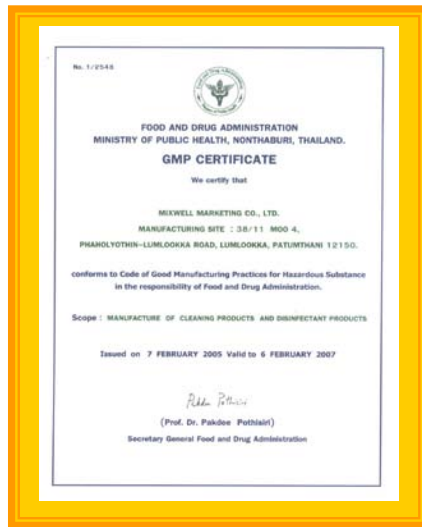 No. 1/2548
FOOD AND DRUG ADMINISTRATION
MINISTRY OF PUBLIC HEALTH, NONTHABURI, THAILAND.
GMP CERTIFICATE
We certify that
MIXWELL MARKETING CO., LTD.
MANUFACTURING SITE : 38/11 MOO 4,
PHAHOLYOTHIN-LUMLOOKKA ROAD, LUMLOOKKA, PATUMTHANI 12150.
conforms to Code of Good Manufacturing Practices for Hazardous Substance
in the responsibility of Food and Drug Administration.
Scope : MANUFACTURE OF CLEANING PRODUCTS AND DISINFECTANT PRODUCTS
Issued on 7 FEBRUARY 2005 Valid to 6 FEBRUARY 2007
(Prof. Dr. Pakdee Pothisiri)
Secretary General Food and Drug Administration